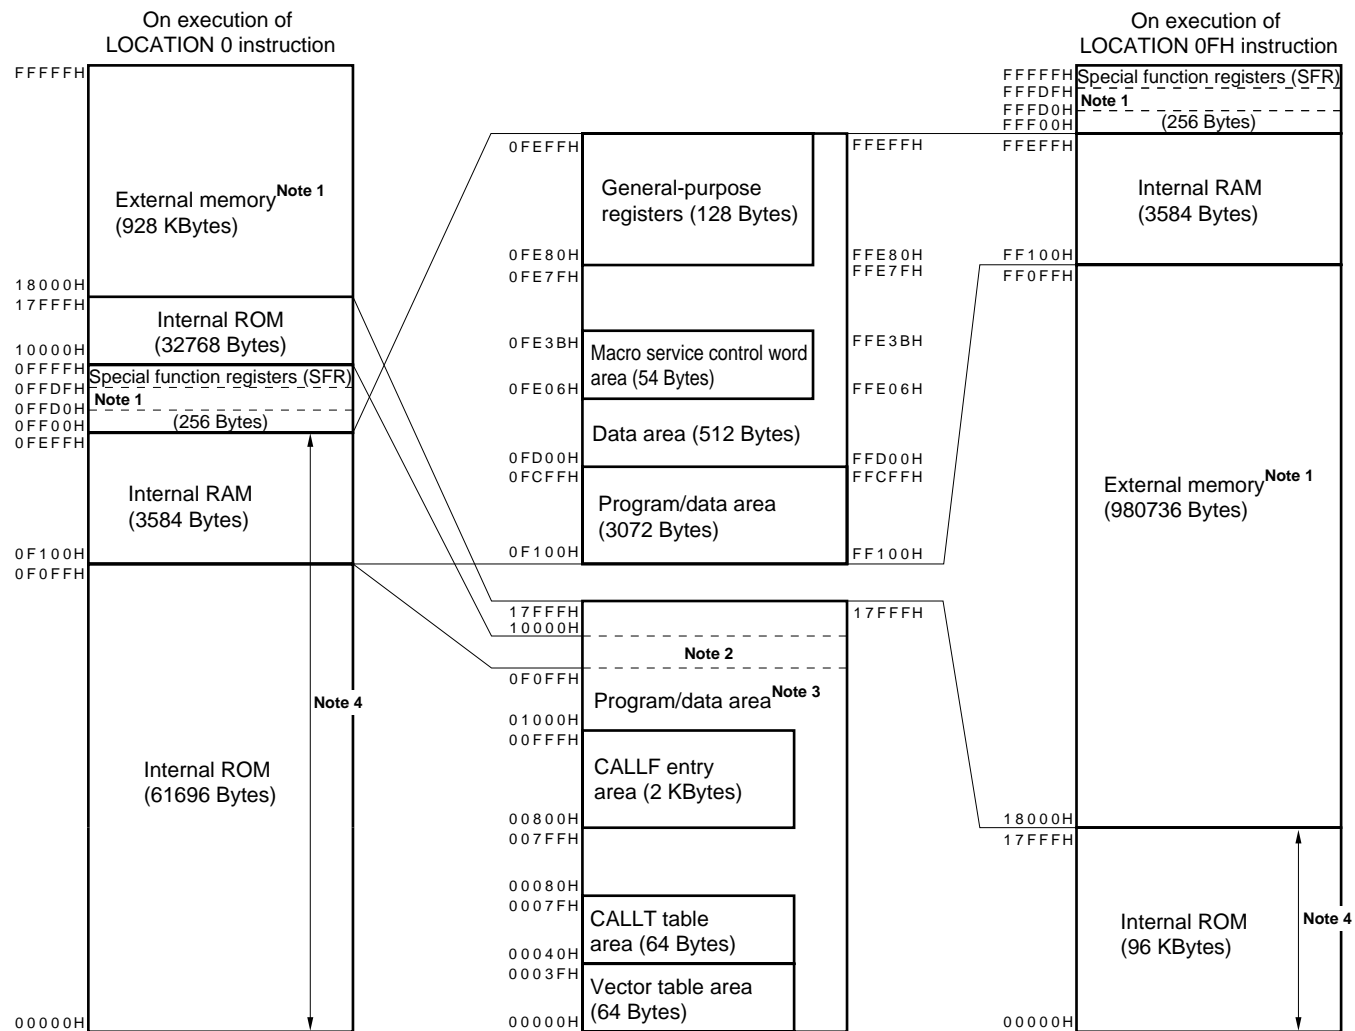 On execution of
LOCATION 0 instruction
FFFFFH
External memory Note 1
(928 KBytes)
18000H
17FFFH
Internal ROM
(32768 Bytes)
10000H
0FFFFH
Special function registers (SFR)
0FFDFH
Note 1
0FFD0H
(256 Bytes)
0FF00H
0FEFFH
Internal RAM
(3584 Bytes)
0F100H
0F0FFH
Note 4
Internal ROM
(61696 Bytes)
00000H
0FEFFH
FFEFFH
General-purpose
registers (128 Bytes)
0FE80H
FFE80H
0FE7FH
FFE7FH
0FE3BH
FFE3BH
Macro service control word
area (54 Bytes)
0FE06H
FFE06H
Data area (512 Bytes)
0FD00H
FFD00H
0FCFFH
FFCFFH
Program/data area
(3072 Bytes)
0F100H
FF100H
17FFFH
17FFFH
10000H
Note 2
0F0FFH
Program/data area Note 3
01000H
00FFFH
CALLF entry
area (2 KBytes)
00800H
007FFH
00080H
0007FH
CALLT table
area (64 Bytes)
00040H
0003FH
Vector table area
(64 Bytes)
00000H
On execution of
LOCATION 0FH instruction
FFFFFH
Special function registers (SFR)
FFFDFH
Note 1
FFFD0H
(256 Bytes)
FFF00H
FFEFFH
Internal RAM
(3584 Bytes)
FF100H
FF0FFH
External memory Note 1
(980736 Bytes)
18000H
17FFFH
Internal ROM
(96 KBytes)
Note 4
00000H